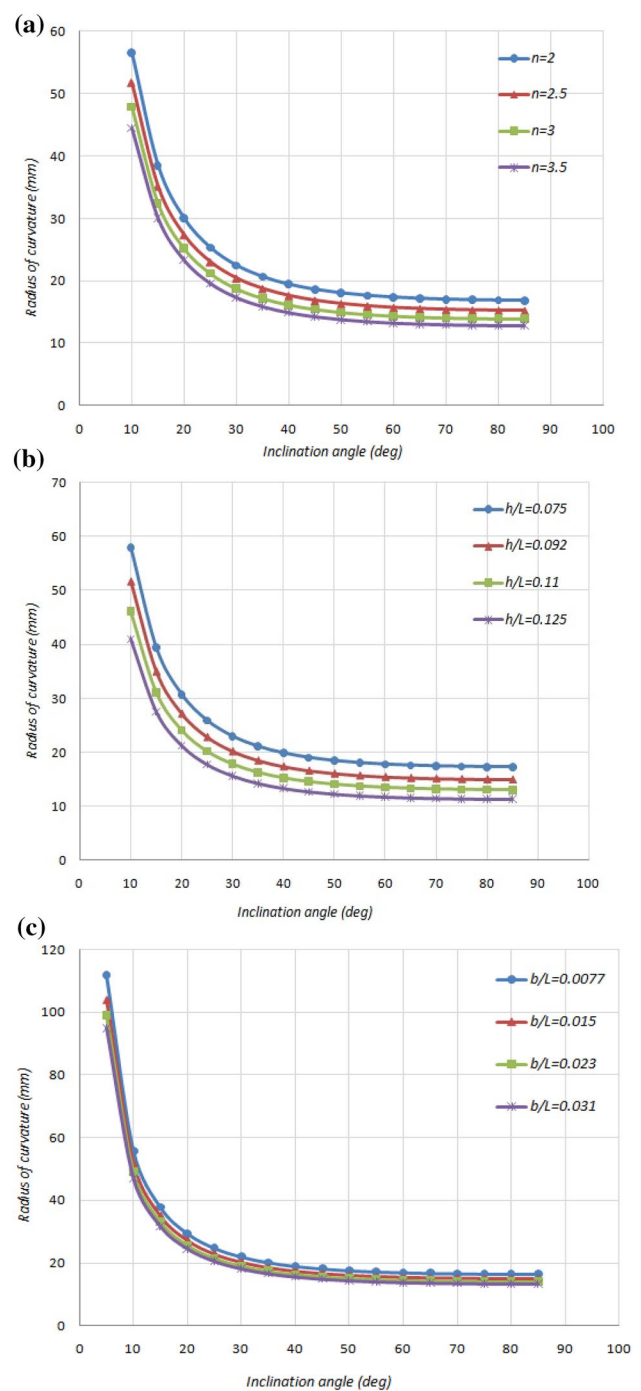 (a)
60
50
40
30
20
10
0
Radius of curvature (mm)
n=2
n=2.5
n=3
n=3.5
0 10 20 30 40 50 60 70 80 90 100
Inclination angle (deg)
(b)
70
60
50
40
30
20
10
0
Radius of curvature (mm)
h/L=0.075
h/L=0.092
h/L=0.11
h/L=0.125
0 10 20 30 40 50 60 70 80 90 100
Inclination angle (deg)
(c)
120
100
80
60
40
20
0
Radius of curvature (mm)
b/L=0.0077
b/L=0.015
b/L=0.023
b/L=0.031
0 10 20 30 40 50 60 70 80 90 100
Inclination angle (deg)